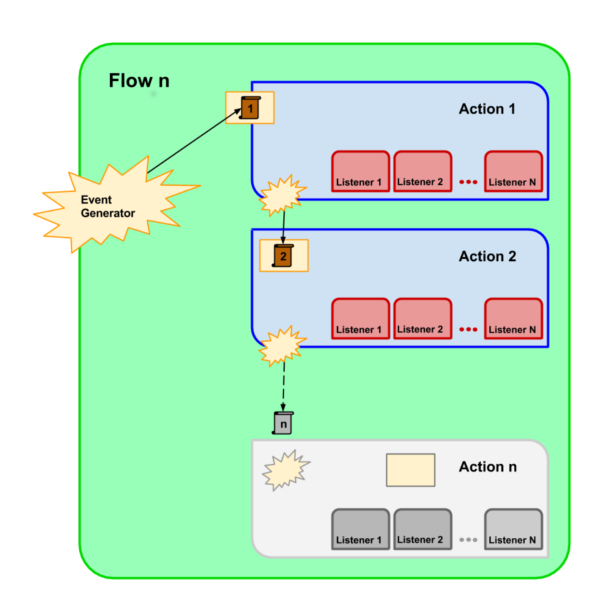 Flow n
1
Action 1
Event
Generator
Listener 1 Listener 2 Listener N
2
Action 2
Listener 1 Listener 2 Listener N
n
Action n
Listener 1 Listener 2 Listener N